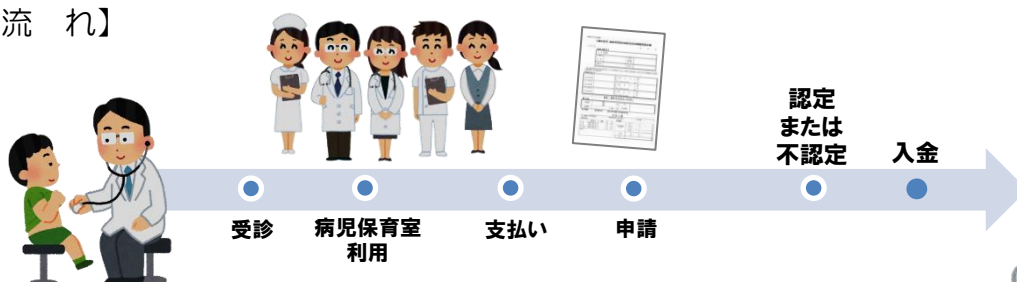 流 れ】
認定
または
不認定
入金
受診
病児保育室
利用
支払い
申請